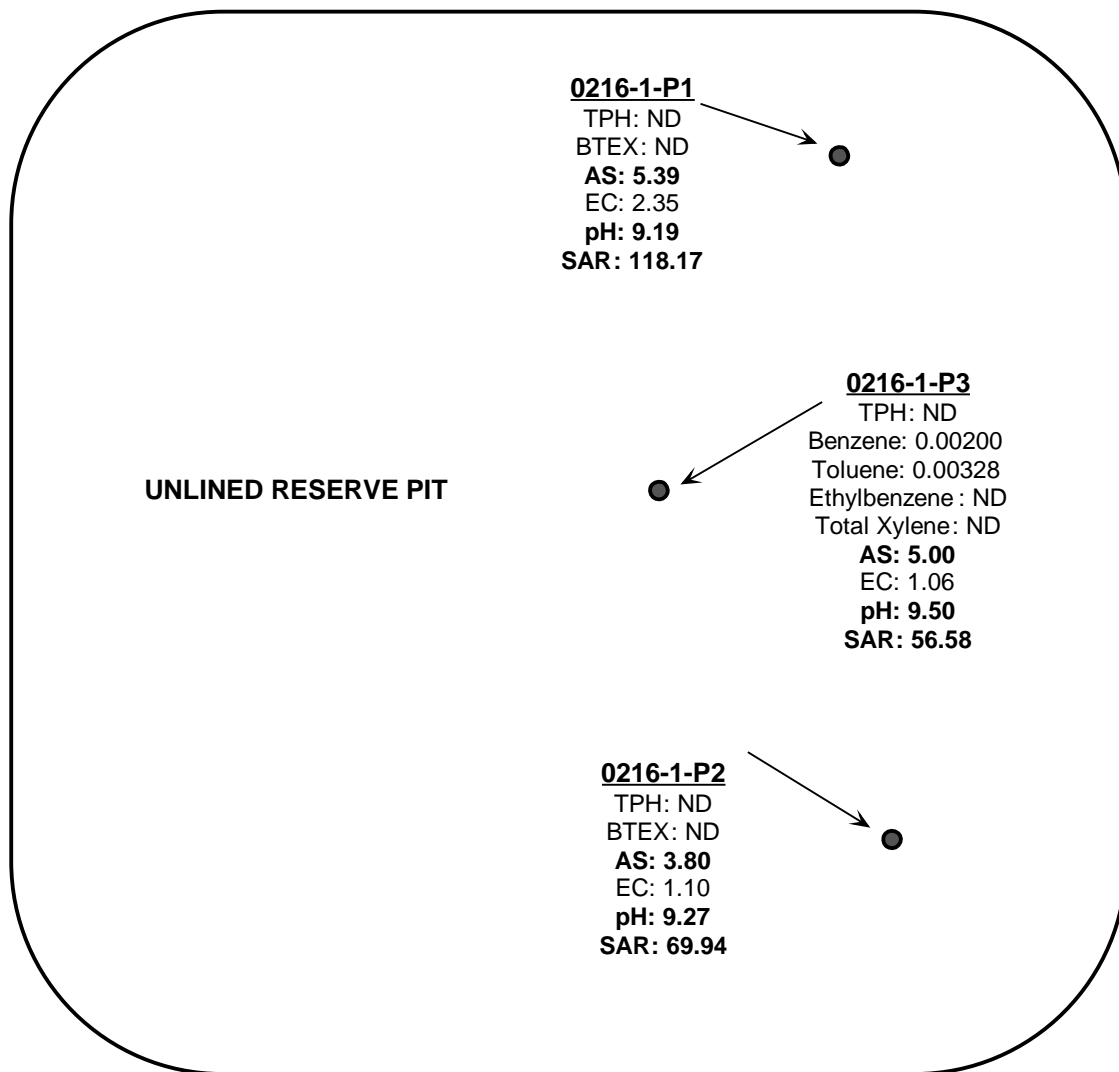 0216-1-P1
TPH: ND
BTEX: ND
AS: 5.39
EC: 2.35
pH: 9.19
SAR: 118.17
0216-1-P3
TPH: ND
Benzene: 0.00200
Toluene: 0.00328
Ethylbenzene : ND
Total Xylene: ND
AS: 5.00
EC: 1.06
pH: 9.50
SAR: 56.58
UNLINED RESERVE PIT
0216-1-P2
TPH: ND
BTEX: ND
AS: 3.80
EC: 1.10
pH: 9.27
SAR: 69.94